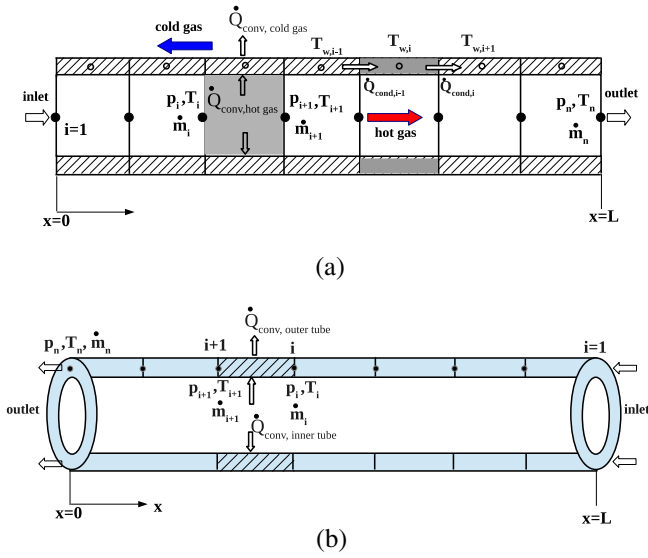 cold gas
Q̇conv, cold gas
Tw,i-1
Tw,i
Tw,i+1
inlet
i=1
pi,Ti
ṁi
Q̇conv,hot gas
pi+1,Ti+1
ṁi+1
Q̇cond,i-1
Q̇cond,i
hot gas
pn,Tn
ṁn
outlet
x=0
x=L
(a)
pn,Tn,ṁn
Q̇conv, outer tube
i+1
i
i=1
outlet
pi+1,Ti+1
ṁi+1
pi,Ti
ṁi
Q̇conv, inner tube
inlet
x=0
x
x=L
(b)